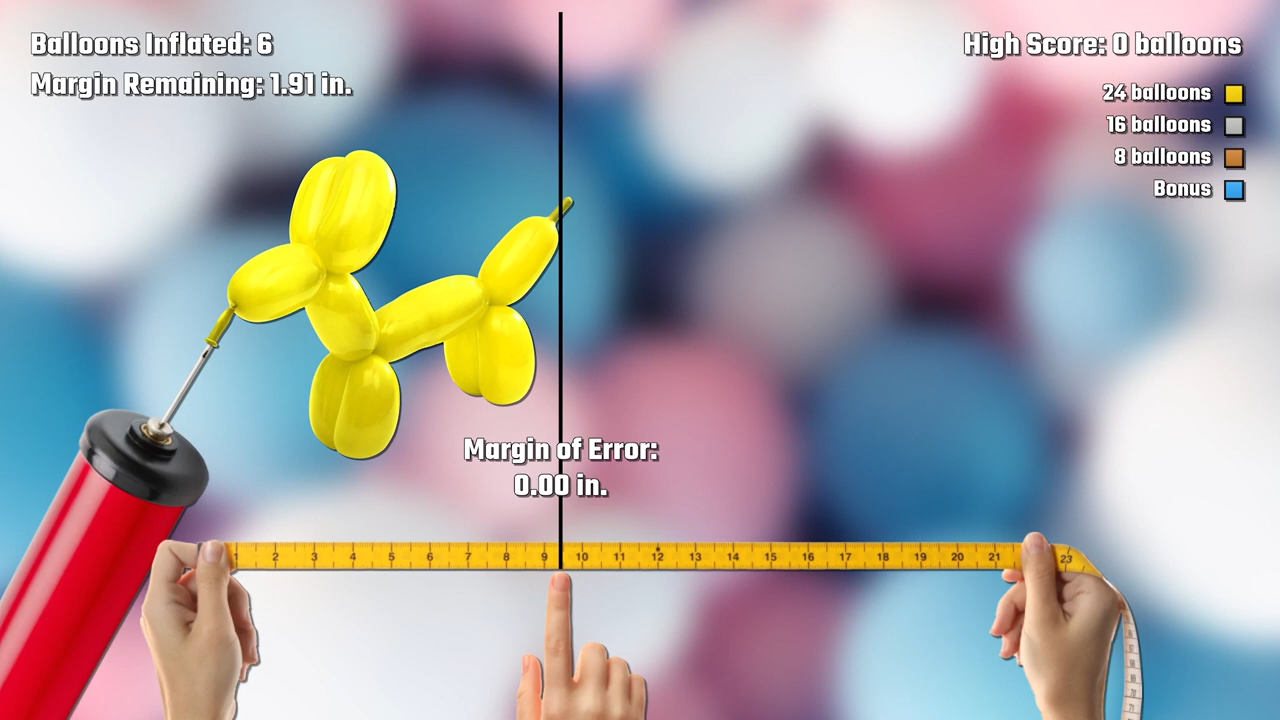 Balloons Inflated: 6
Margin Remaining: 1.91 in.
High Score: 0 balloons
24 balloons
16 balloons
8 balloons
Bonus
Margin of Error:
0.00 in.
1 2 3 4 5 6 7 8 9 10 11 12 13 14 15 16 17 18 19 20 21 23